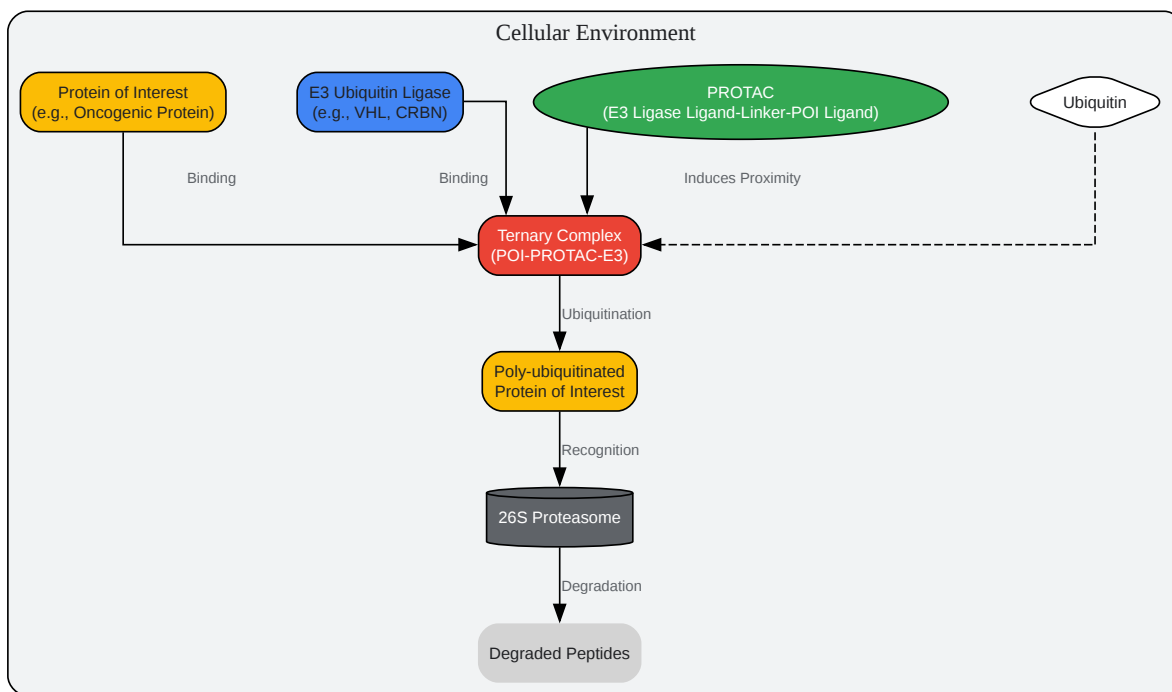 Cellular Environment
Protein of Interest
(e.g., Oncogenic Protein)
E3 Ubiquitin Ligase
(e.g., VHL, CRBN)
PROTAC
(E3 Ligase Ligand-Linker-POI Ligand)
Ubiquitin
Binding
Binding
Induces Proximity
Ternary Complex
(POI-PROTAC-E3)
Ubiquitination
Poly-ubiquitinated
Protein of Interest
Recognition
26S Proteasome
Degradation
Degraded Peptides